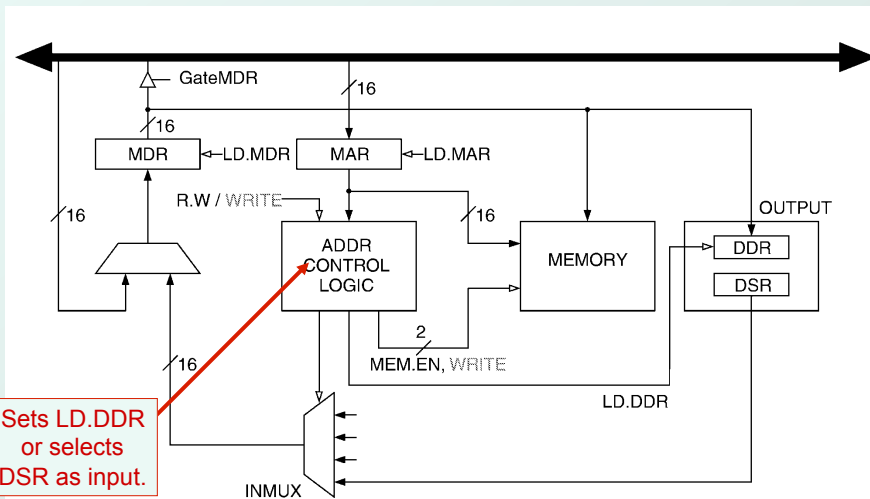 GateMDR
16
16
MDR
LD.MDR
MAR
LD.MAR
R.W / WRITE
16
16
OUTPUT
ADDR
CONTROL
LOGIC
MEMORY
DDR
DSR
2
MEM.EN, WRITE
16
LD.DDR
Sets LD.DDR
or selects
DSR as input.
INMUX